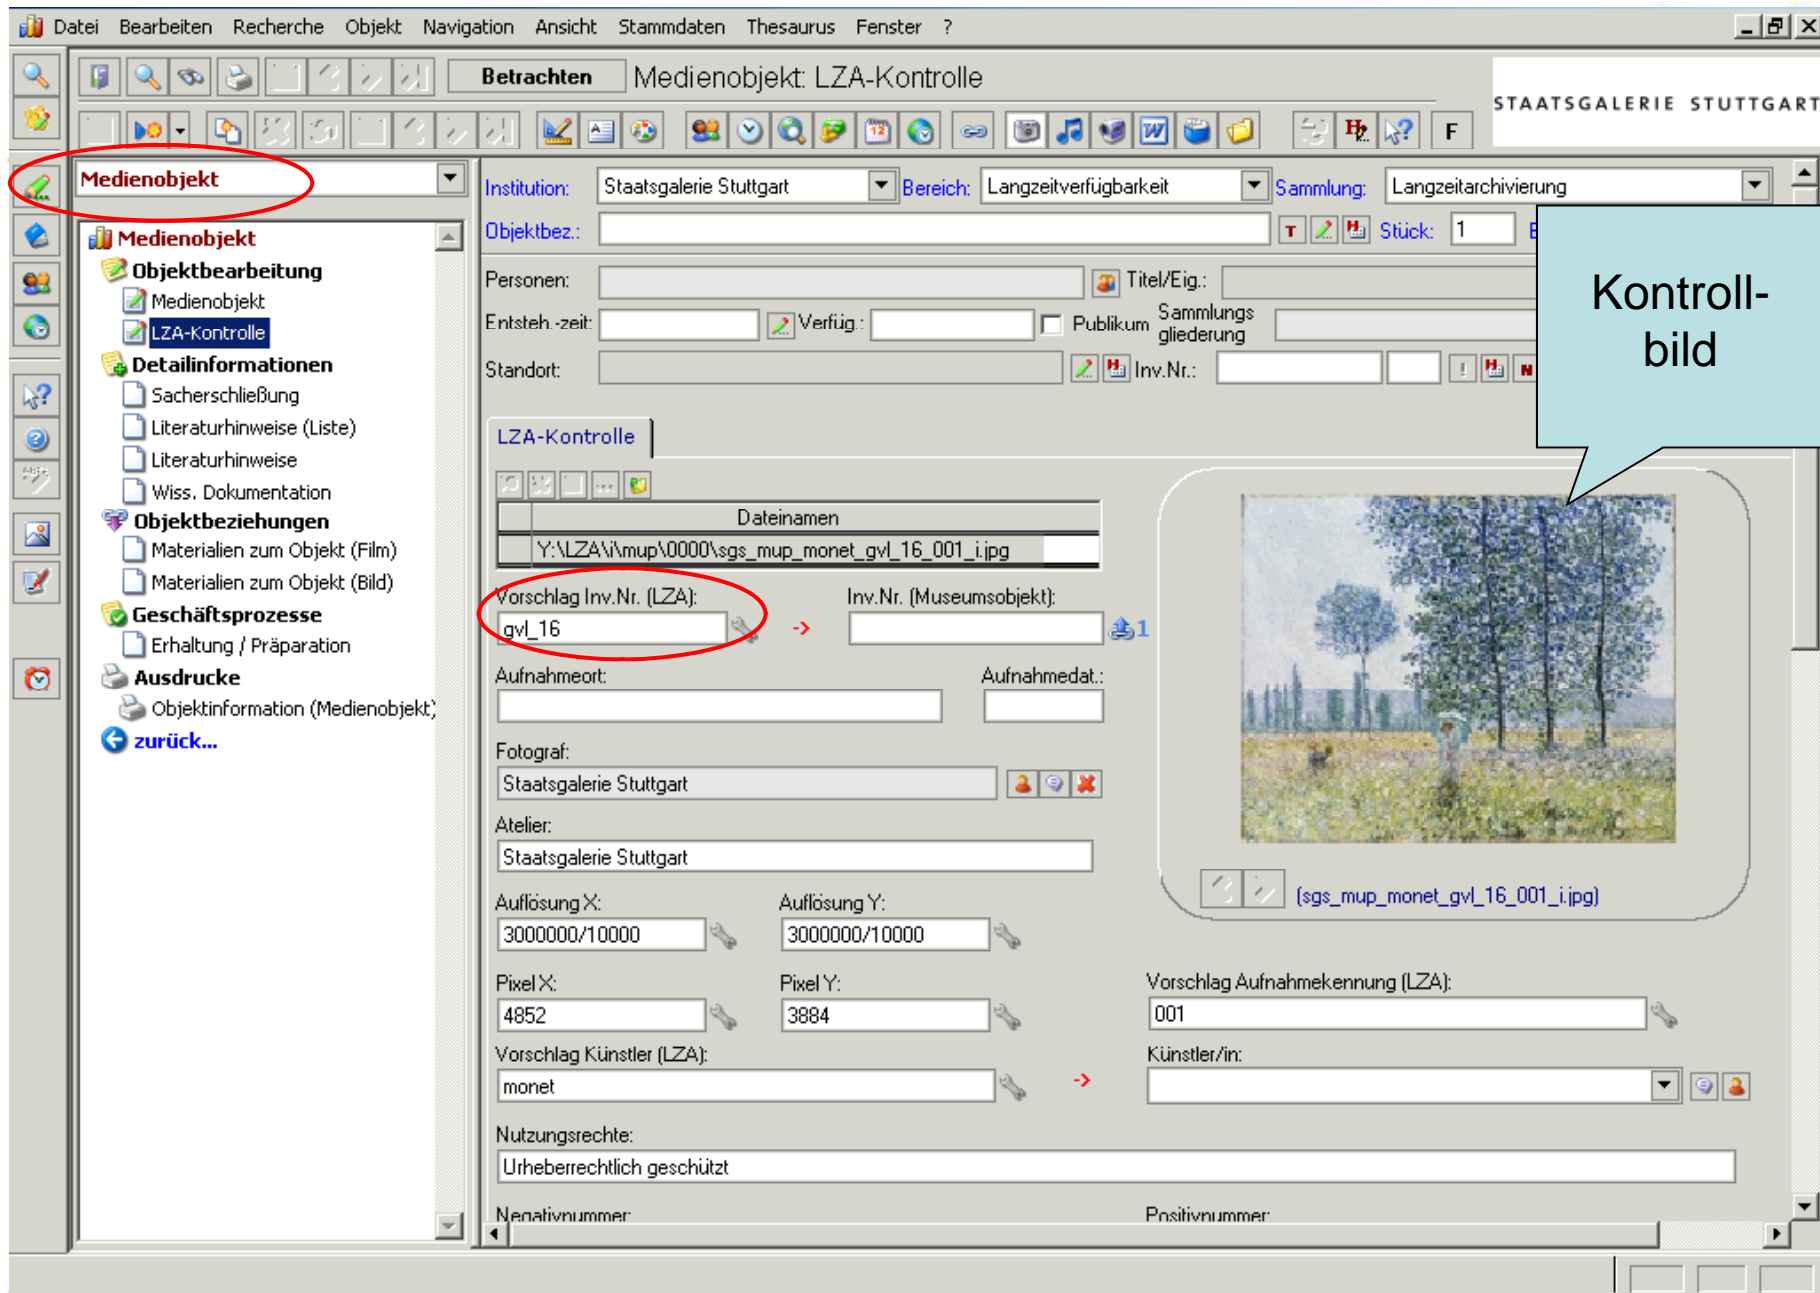 Datei Bearbeiten Recherche Objekt Navigation Ansicht Stammdaten Thesaurus Fenster ?
Betrachten Medienobjekt: LZA-Kontrolle
STAATSGALERIE STUTTGART
F
Medienobjekt
Institution: Staatsgalerie Stuttgart Bereich: Langzeitverfügbarkeit Sammlung: Langzeitarchivierung
Objektbez.: T Stück: 1
Personen: Titel/Eig.:
Entsteh.-zeit: Verfüg.: Publikum Sammlungs
gliederung
Standort: Inv.Nr.: ! N
Kontroll-
bild
Medienobjekt
Objektbearbeitung
Medienobjekt
LZA-Kontrolle
Detailinformationen
Sacherschließung
Literaturhinweise (Liste)
Literaturhinweise
Wiss. Dokumentation
Objektbeziehungen
Materialien zum Objekt (Film)
Materialien zum Objekt (Bild)
Geschäftsprozesse
Erhaltung / Präparation
Ausdrucke
Objektinformation (Medienobjekt)
zurück...
LZA-Kontrolle
Dateinamen
Y:\LZA\i\mup\0000\sgs_mup_monet_gvl_16_001_i.jpg
Vorschlag Inv.Nr. (LZA): Inv.Nr. (Museumsobjekt):
gvl_16 -> 1
Aufnahmeort: Aufnahmedat.:
Fotograf:
Staatsgalerie Stuttgart
Atelier:
Staatsgalerie Stuttgart
(sgs_mup_monet_gvl_16_001_i.jpg)
Auflösung X: Auflösung Y:
3000000/10000 3000000/10000
Pixel X: Pixel Y: Vorschlag Aufnahmekennung (LZA):
4852 3884 001
Vorschlag Künstler (LZA): Künstler/in:
monet ->
Nutzungsrechte:
Urheberrechtlich geschützt
Negativnummer: Positivnummer: